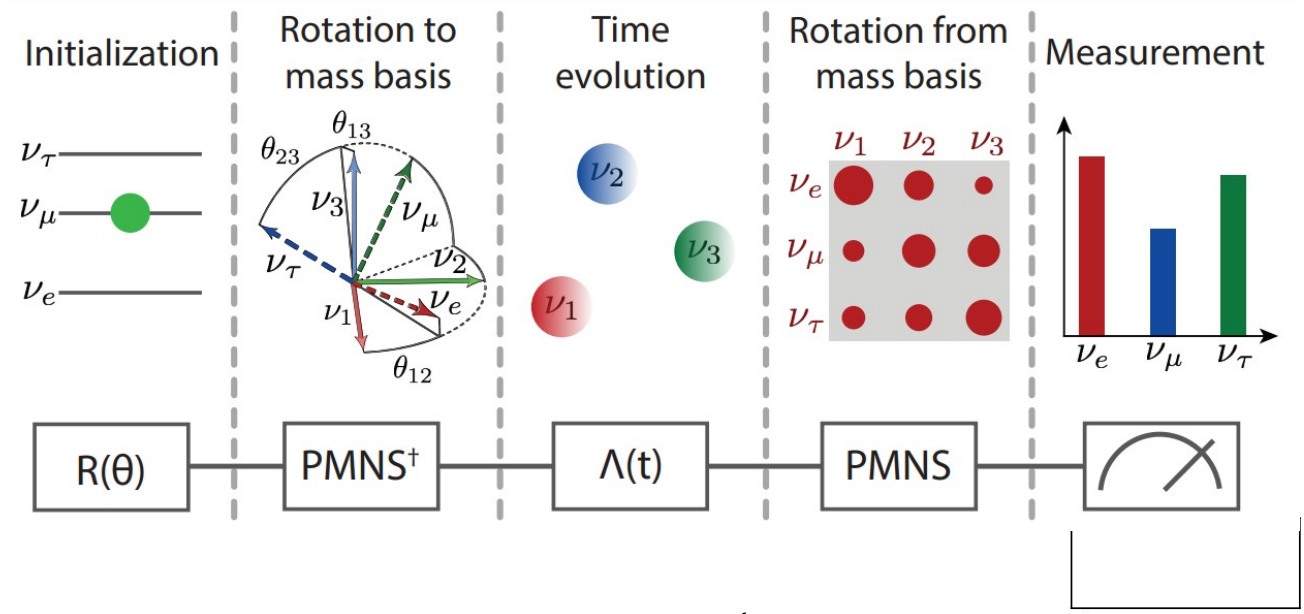 Initialization
Rotation to
mass basis
Time
evolution
Rotation from
mass basis
Measurement
ντ
νμ
νe
θ23
θ13
ν3
νμ
ντ
ν2
νe
ν1
θ12
ν2
ν3
ν1
ν1 ν2 ν3
νe
νμ
ντ
νe νμ ντ
R(θ)
PMNS†
Λ(t)
PMNS